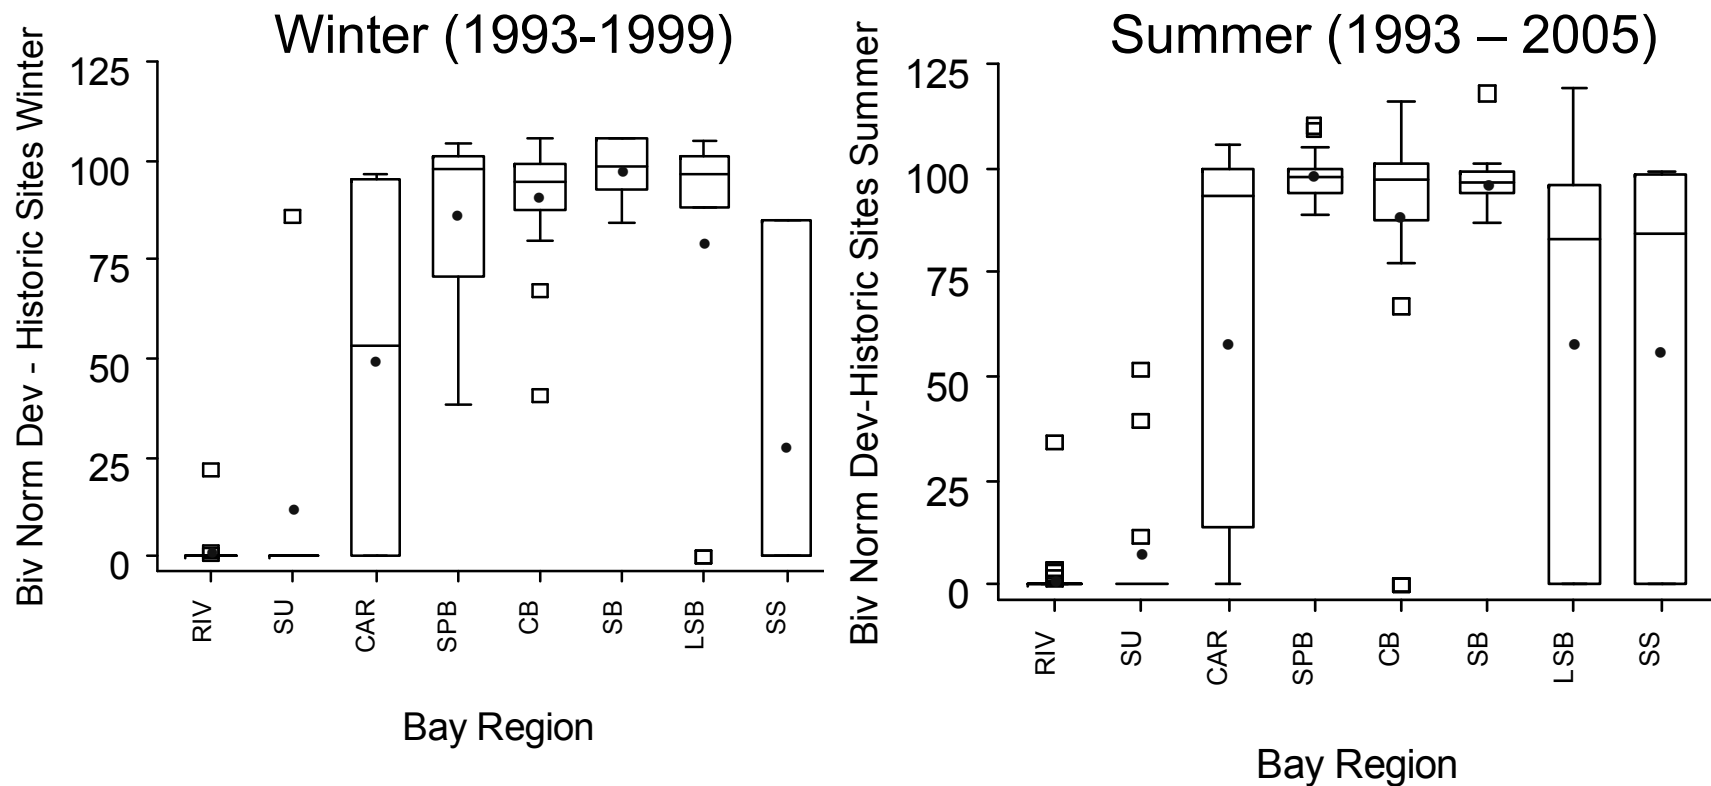 Winter (1993-1999)
Biv Norm Dev - Historic Sites Winter
125
100
75
50
25
0
RIV
SU
CAR
SPB
CB
SB
LSB
SS
Bay Region
Summer (1993 – 2005)
Biv Norm Dev-Historic Sites Summer
125
100
75
50
25
0
RIV
SU
CAR
SPB
CB
SB
LSB
SS
Bay Region